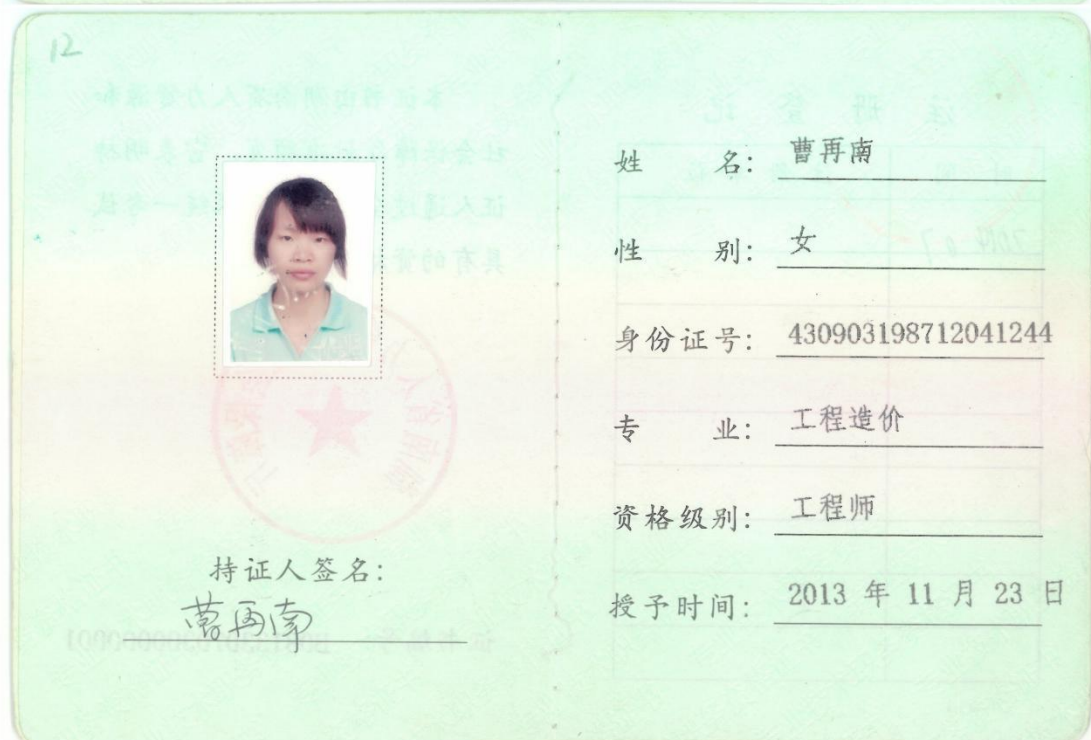 12
持证人签名：
曹再南
姓 名： 曹再南
性 别： 女
身份证号： 430903198712041244
专 业： 工程造价
资格级别： 工程师
授予时间： 2013 年 11 月 23 日